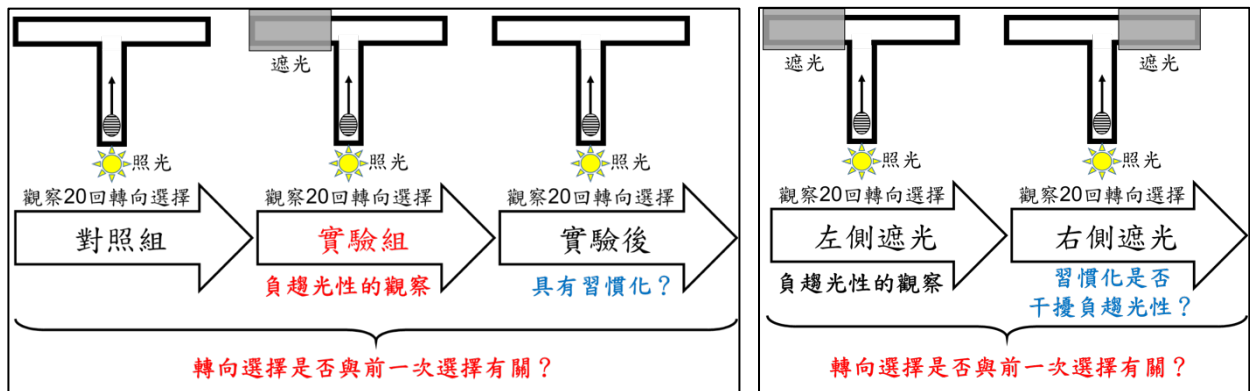 遮光
照光
照光
照光
觀察20回轉向選擇
觀察20回轉向選擇
觀察20回轉向選擇
對照組
實驗組
實驗後
負趨光性的觀察
具有習慣化？
轉向選擇是否與前一次選擇有關？
遮光
遮光
照光
照光
觀察20回轉向選擇
觀察20回轉向選擇
左側遮光
右側遮光
負趨光性的觀察
習慣化是否
干擾負趨光性？
轉向選擇是否與前一次選擇有關？